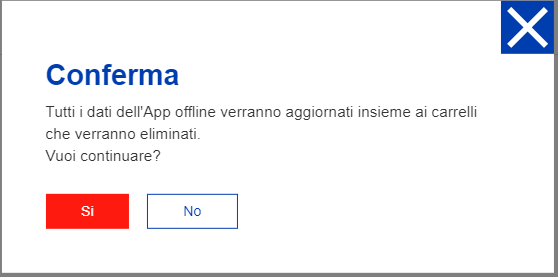 Conferma
Tutti i dati dell'App offline verranno aggiornati insieme ai carrelli
che verranno eliminati.
Vuoi continuare?
Si
No